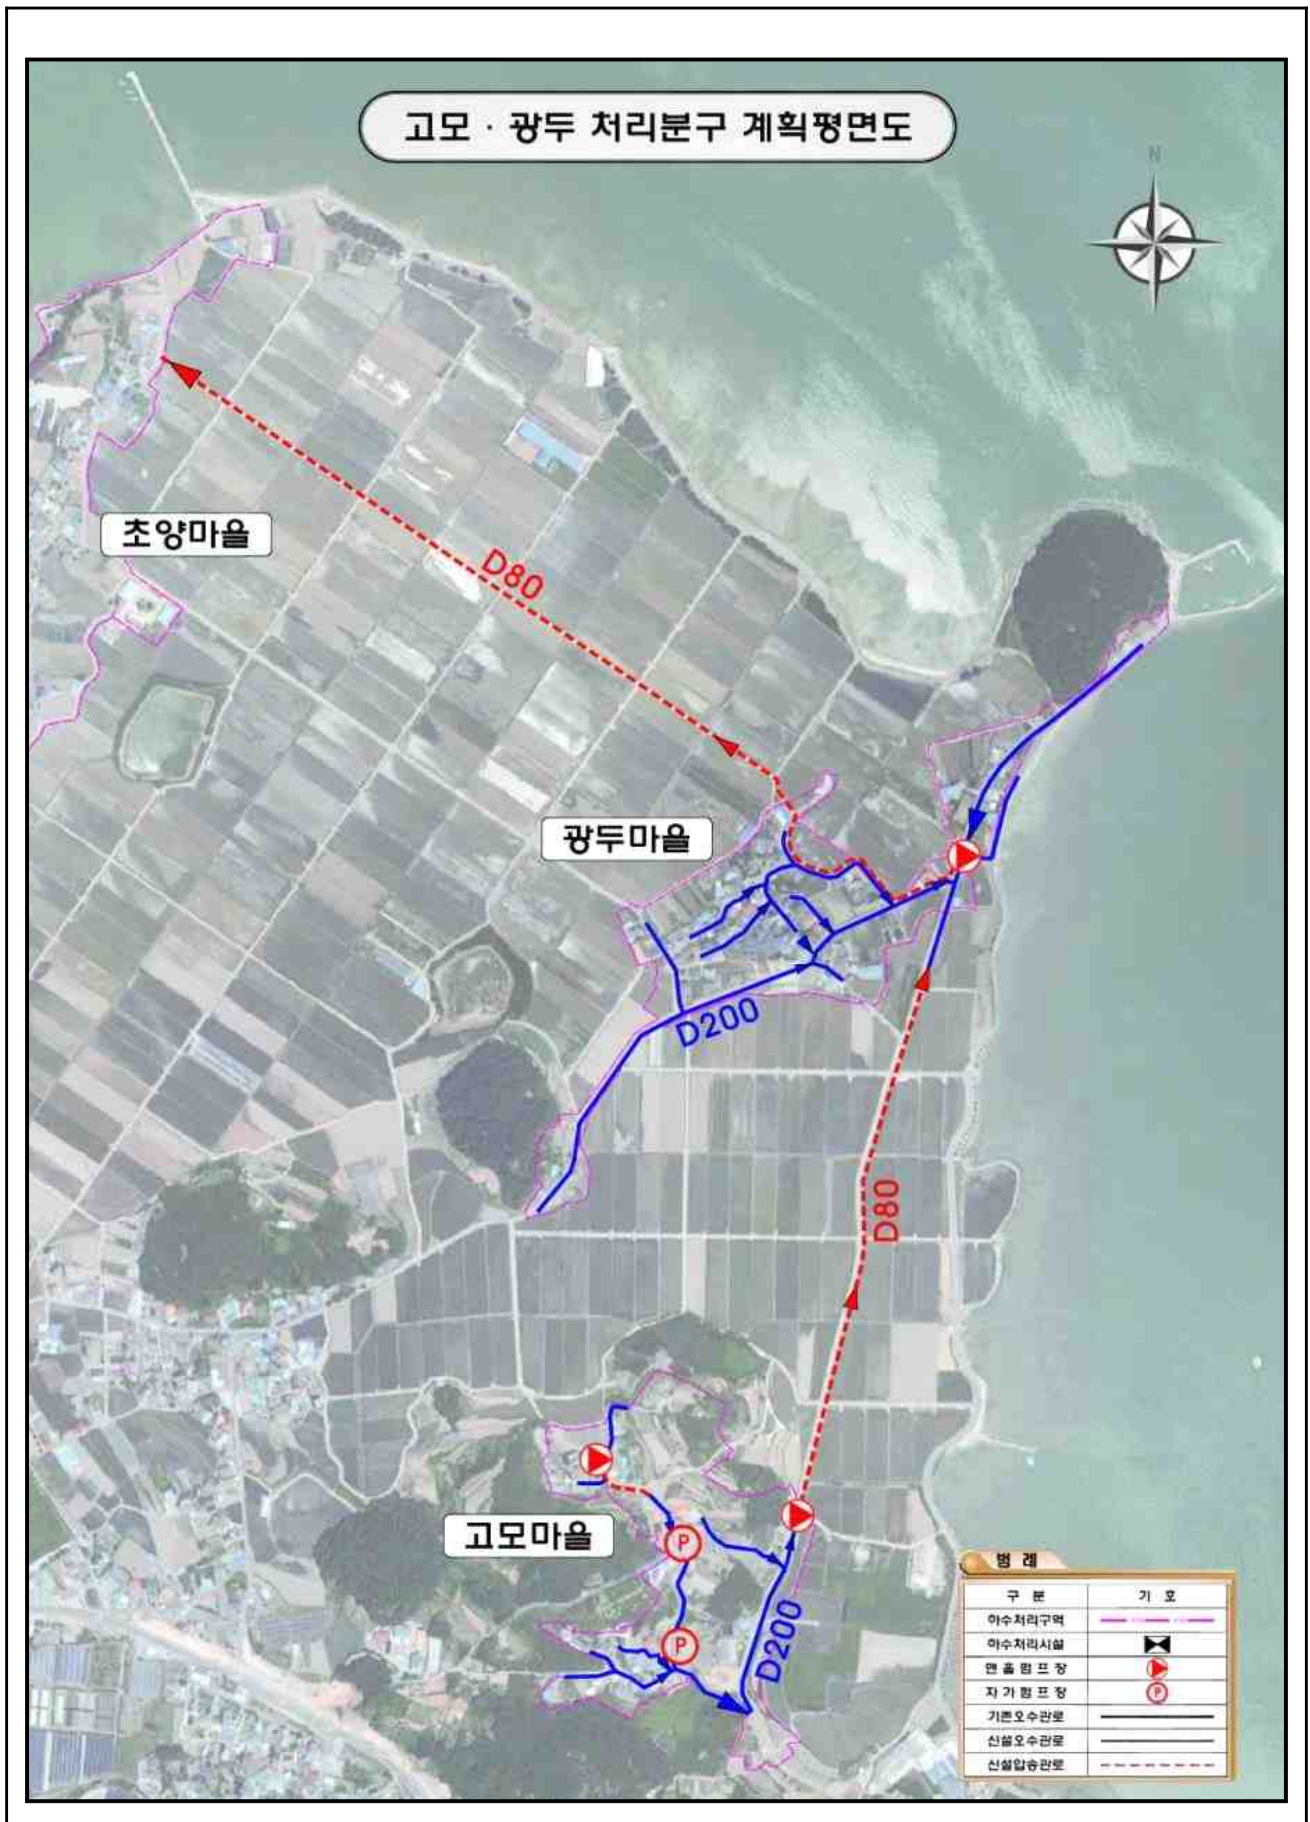 고모 · 광두 처리분구 계획평면도
N
초양마을
D80
광두마을
D200
D80
고모마을
P
P
D200
범 례
구 분 기 호
하수처리구역
하수처리시설
맨홀펌프장
자가펌프장 P
기존오수관로
신설오수관로
신설압송관로